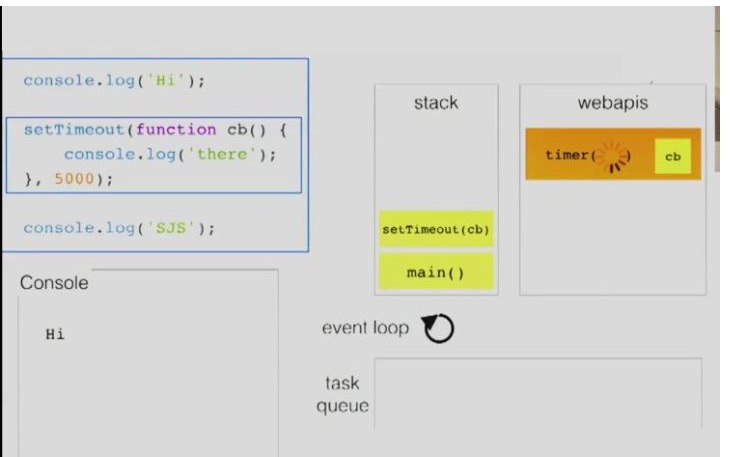 console.log('Hi');
setTimeout(function cb() {
console.log('there');
}, 5000);
console.log('SJS');
Console
Hi
stack
setTimeout(cb)
main()
webapis
timer( ) cb
event loop
task
queue